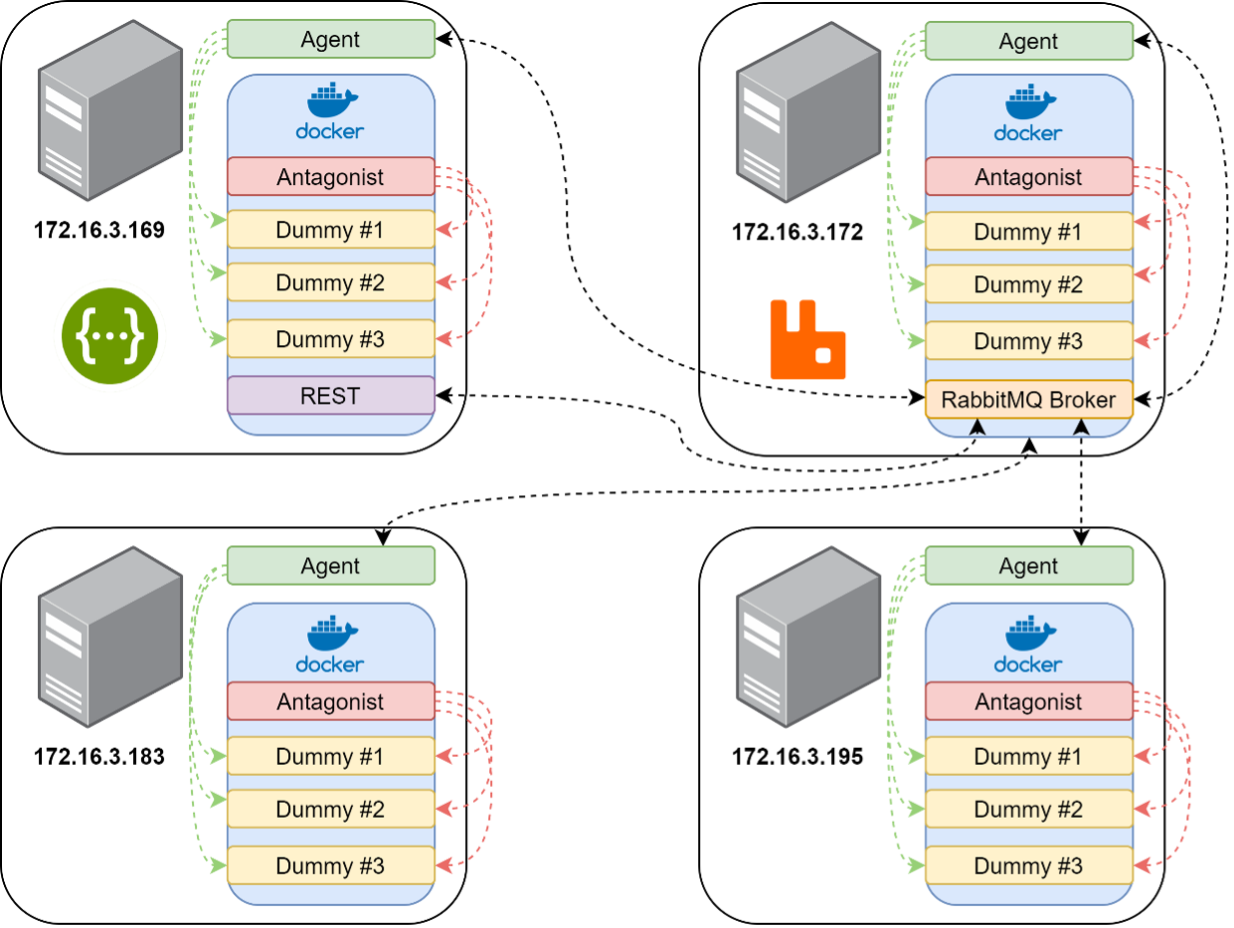 Agent
docker
Antagonist
172.16.3.169
Dummy #1
Dummy #2
{...}
Dummy #3
REST
Agent
docker
Antagonist
172.16.3.172
Dummy #1
Dummy #2
Dummy #3
RabbitMQ Broker
Agent
docker
Antagonist
172.16.3.183
Dummy #1
Dummy #2
Dummy #3
Agent
docker
Antagonist
172.16.3.195
Dummy #1
Dummy #2
Dummy #3